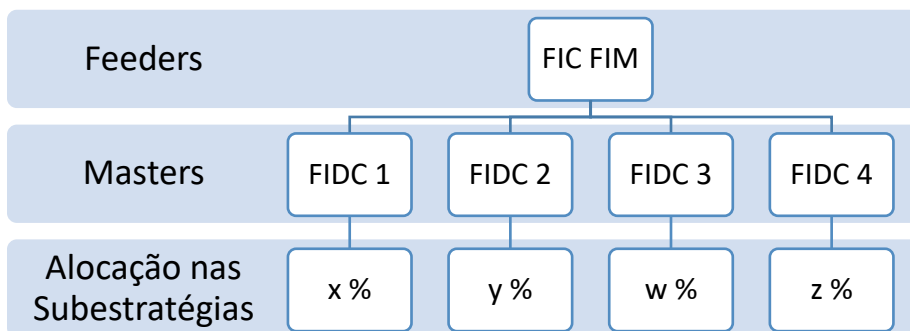 Feeders
FIC FIM
Masters
FIDC 1
FIDC 2
FIDC 3
FIDC 4
Alocação nas
Subestratégias
x %
y %
w %
z %